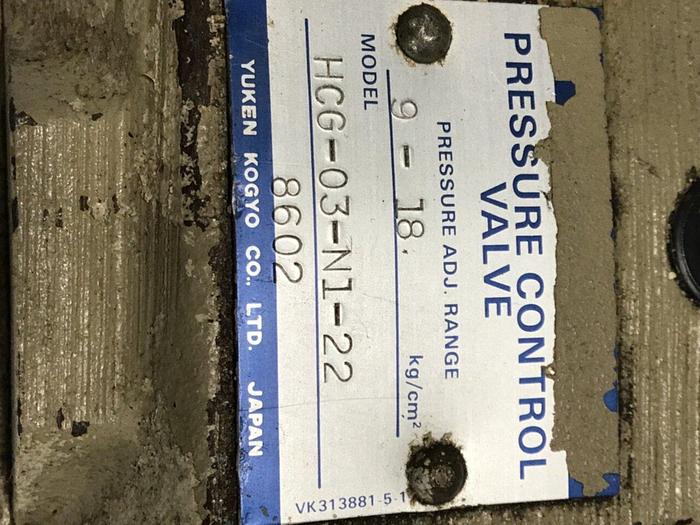 PRESSURE CONTROL
VALVE
PRESSURE ADJ. RANGE
9 - 18. kg/cm²
MODEL
HCG-03-N1-22
8602
YUKEN KOGYO CO., LTD. JAPAN
VK313881-5-1